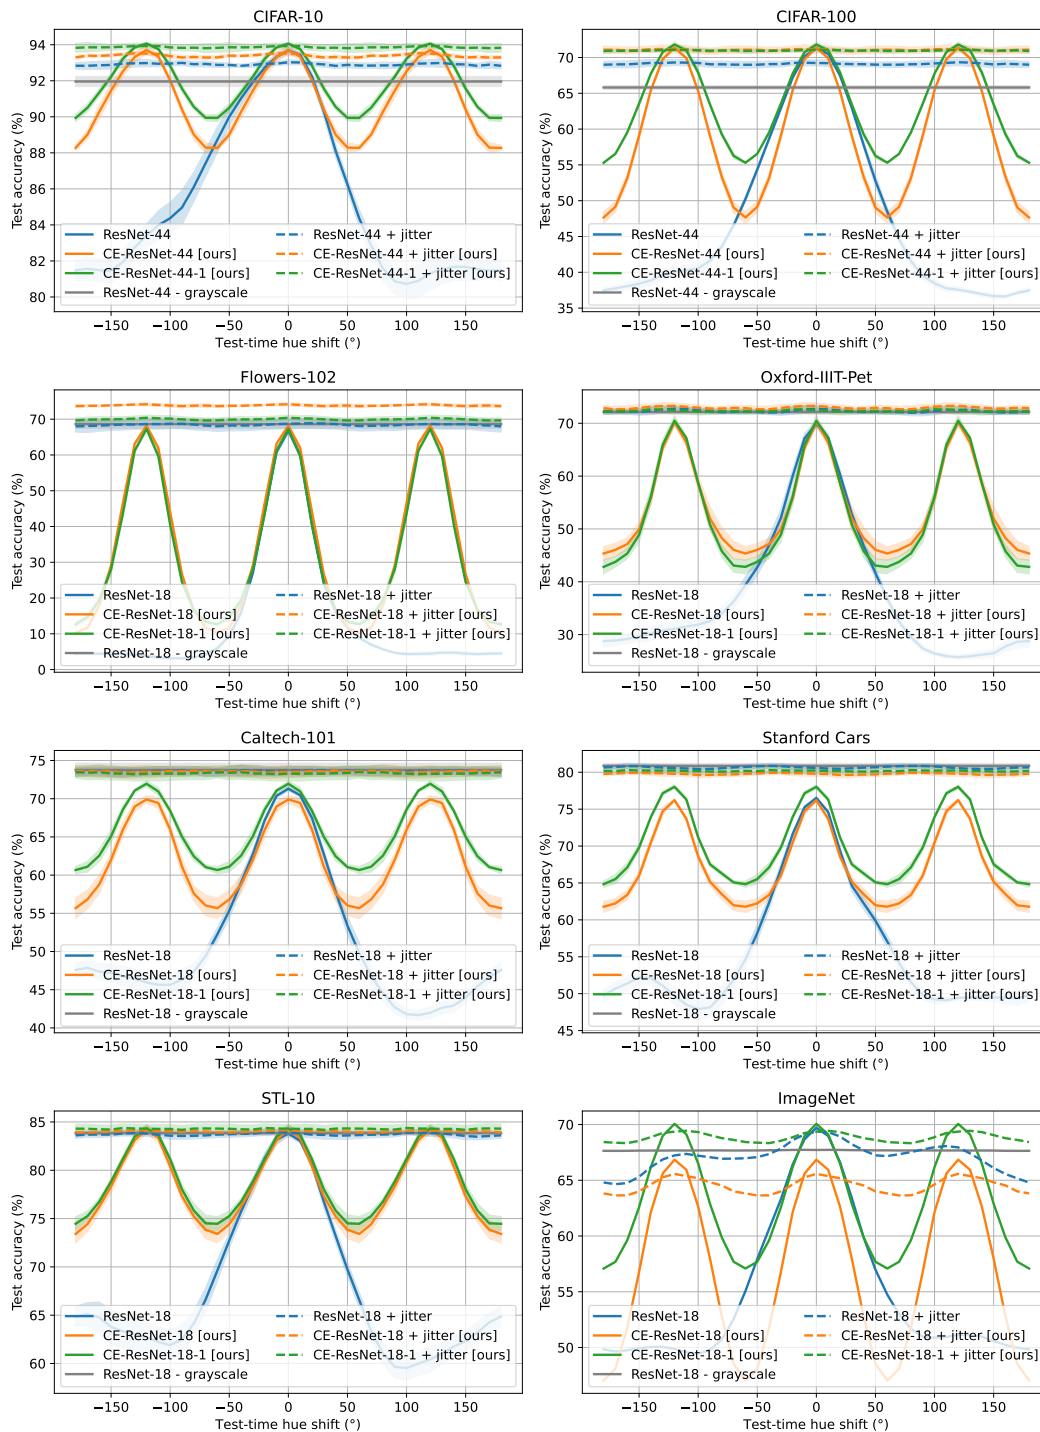 CIFAR-10
94
92
90
88
86
84
82
80
Test accuracy (%)
ResNet-44
CE-ResNet-44 [ours]
CE-ResNet-44-1 [ours]
ResNet-44 - grayscale
ResNet-44 + jitter
CE-ResNet-44 + jitter [ours]
CE-ResNet-44-1 + jitter [ours]
−150 −100 −50 0 50 100 150
Test-time hue shift (°)
CIFAR-100
70
65
60
55
50
45
40
35
Test accuracy (%)
ResNet-44
CE-ResNet-44 [ours]
CE-ResNet-44-1 [ours]
ResNet-44 - grayscale
ResNet-44 + jitter
CE-ResNet-44 + jitter [ours]
CE-ResNet-44-1 + jitter [ours]
−150 −100 −50 0 50 100 150
Test-time hue shift (°)
Flowers-102
70
60
50
40
30
20
10
0
Test accuracy (%)
ResNet-18
CE-ResNet-18 [ours]
CE-ResNet-18-1 [ours]
ResNet-18 - grayscale
ResNet-18 + jitter
CE-ResNet-18 + jitter [ours]
CE-ResNet-18-1 + jitter [ours]
−150 −100 −50 0 50 100 150
Test-time hue shift (°)
Oxford-IIIT-Pet
70
60
50
40
30
Test accuracy (%)
ResNet-18
CE-ResNet-18 [ours]
CE-ResNet-18-1 [ours]
ResNet-18 - grayscale
ResNet-18 + jitter
CE-ResNet-18 + jitter [ours]
CE-ResNet-18-1 + jitter [ours]
−150 −100 −50 0 50 100 150
Test-time hue shift (°)
Caltech-101
75
70
65
60
55
50
45
40
Test accuracy (%)
ResNet-18
CE-ResNet-18 [ours]
CE-ResNet-18-1 [ours]
ResNet-18 - grayscale
ResNet-18 + jitter
CE-ResNet-18 + jitter [ours]
CE-ResNet-18-1 + jitter [ours]
−150 −100 −50 0 50 100 150
Test-time hue shift (°)
Stanford Cars
80
75
70
65
60
55
50
45
Test accuracy (%)
ResNet-18
CE-ResNet-18 [ours]
CE-ResNet-18-1 [ours]
ResNet-18 - grayscale
ResNet-18 + jitter
CE-ResNet-18 + jitter [ours]
CE-ResNet-18-1 + jitter [ours]
−150 −100 −50 0 50 100 150
Test-time hue shift (°)
STL-10
85
80
75
70
65
60
Test accuracy (%)
ResNet-18
CE-ResNet-18 [ours]
CE-ResNet-18-1 [ours]
ResNet-18 - grayscale
ResNet-18 + jitter
CE-ResNet-18 + jitter [ours]
CE-ResNet-18-1 + jitter [ours]
−150 −100 −50 0 50 100 150
Test-time hue shift (°)
ImageNet
70
65
60
55
50
Test accuracy (%)
ResNet-18
CE-ResNet-18 [ours]
CE-ResNet-18-1 [ours]
ResNet-18 - grayscale
ResNet-18 + jitter
CE-ResNet-18 + jitter [ours]
CE-ResNet-18-1 + jitter [ours]
−150 −100 −50 0 50 100 150
Test-time hue shift (°)